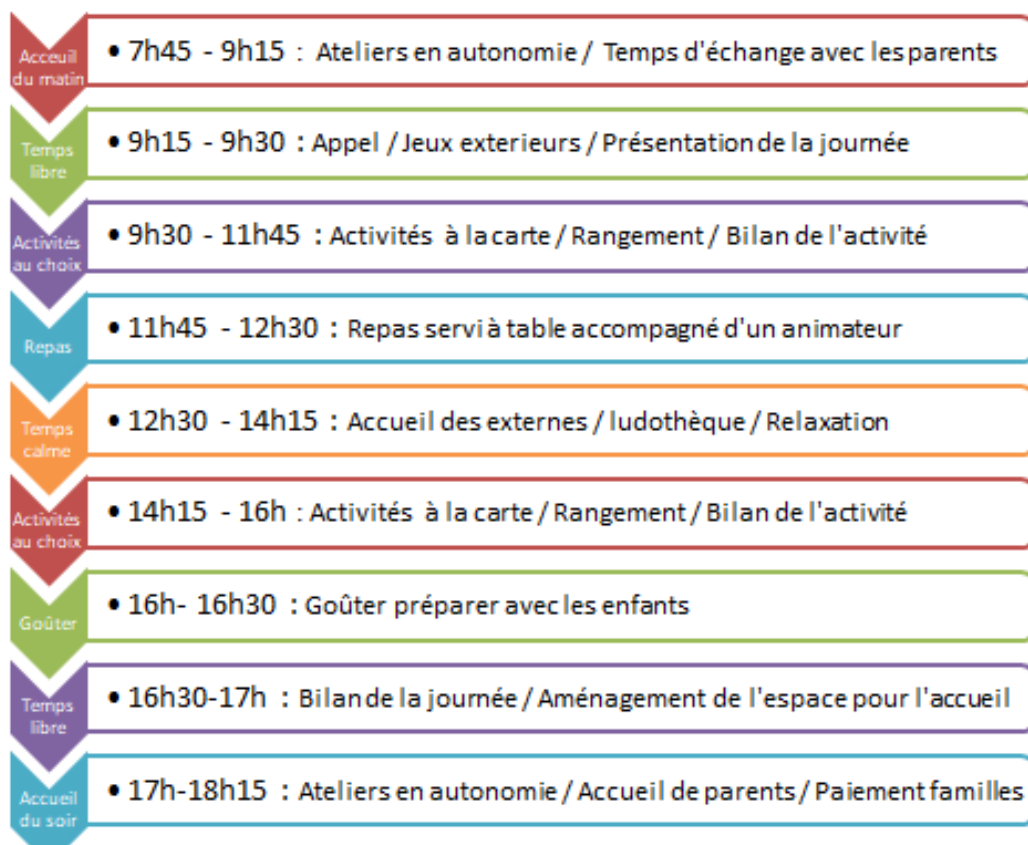 Acceuil
du matin
• 7h45 - 9h15 : Ateliers en autonomie / Temps d'échange avec les parents
Temps
libre
• 9h15 - 9h30 : Appel / Jeux exterieurs / Présentation de la journée
Activités
au choix
• 9h30 - 11h45 : Activités à la carte / Rangement / Bilan de l'activité
Repas
• 11h45 - 12h30 : Repas servi à table accompagné d'un animateur
Temps
calme
• 12h30 - 14h15 : Accueil des externes / ludothèque / Relaxation
Activités
au choix
• 14h15 - 16h : Activités à la carte / Rangement / Bilan de l'activité
Goûter
• 16h- 16h30 : Goûter préparer avec les enfants
Temps
libre
• 16h30-17h : Bilan de la journée / Aménagement de l'espace pour l'accueil
Accueil
du soir
• 17h-18h15 : Ateliers en autonomie / Accueil de parents / Paiement familles